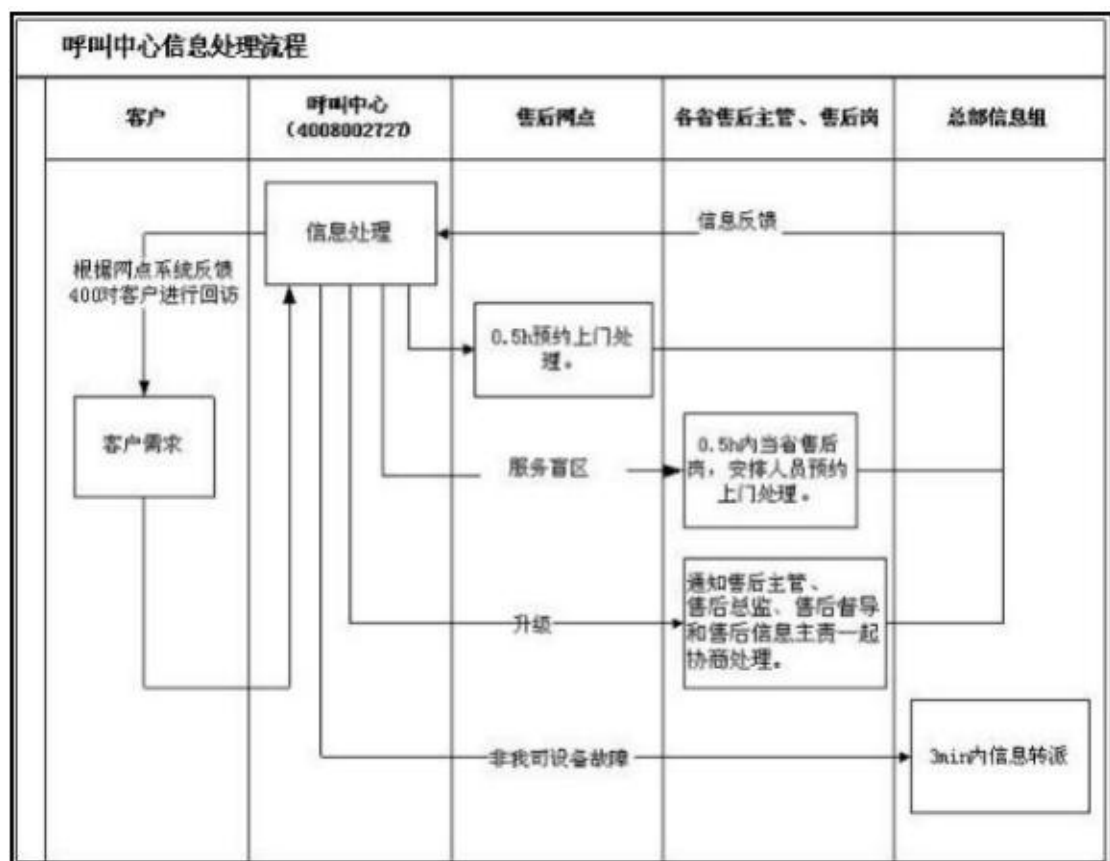 呼叫中心信息处理流程
客户
呼叫中心
(4008002727)
售后网点
各省售后主管、售后岗
总部信息组
信息处理
信息反馈
根据网点系统反馈
400对客户进行回访
0.5h预约上门处
理。
客户需求
服务盲区
0.5h内当省售后
岗，安排人员预约
上门处理。
升级
通知售后主管、
售后总监、售后督导
和售后信息主责一起
协商处理。
非我司设备故障
3min内信息转派